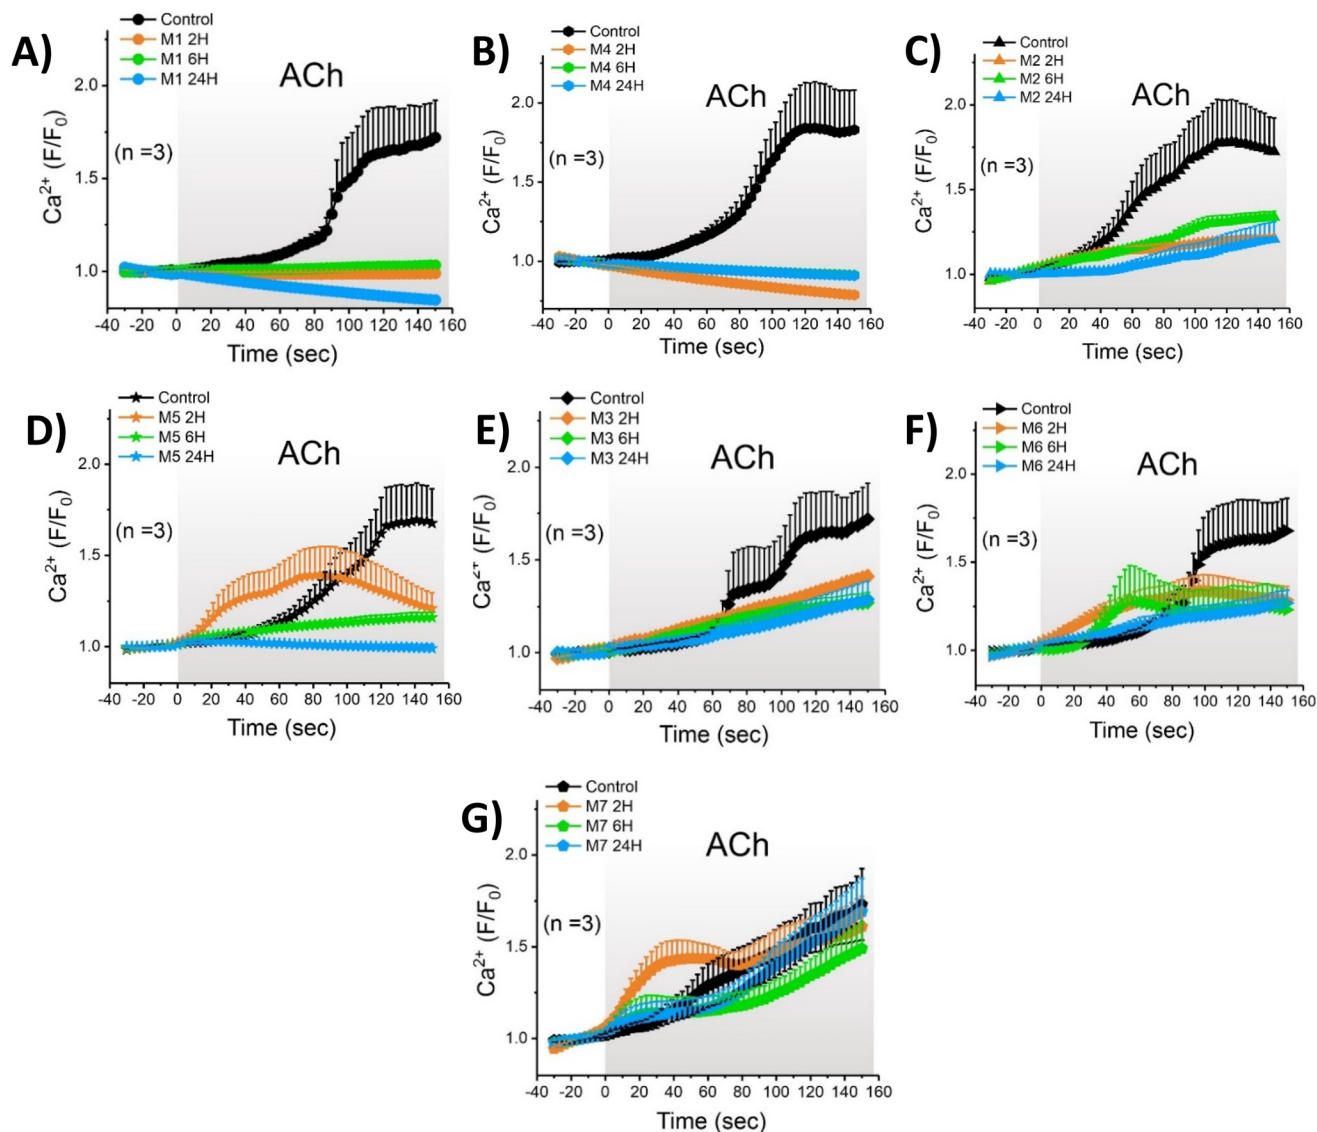 A)
Control
M1 2H
M1 6H
M1 24H
ACh
(n =3)
Ca²⁺ (F/F₀)
2.0
1.5
1.0
-40 -20 0 20 40 60 80 100 120 140 160
Time (sec)
B)
Control
M4 2H
M4 6H
M4 24H
ACh
(n =3)
Ca²⁺ (F/F₀)
2.0
1.5
1.0
-40 -20 0 20 40 60 80 100 120 140 160
Time (sec)
C)
Control
M2 2H
M2 6H
M2 24H
ACh
(n =3)
Ca²⁺ (F/F₀)
2.0
1.5
1.0
-40 -20 0 20 40 60 80 100 120 140 160
Time (sec)
D)
Control
M5 2H
M5 6H
M5 24H
ACh
(n =3)
Ca²⁺ (F/F₀)
2.0
1.5
1.0
-40 -20 0 20 40 60 80 100 120 140 160
Time (sec)
E)
Control
M3 2H
M3 6H
M3 24H
ACh
(n =3)
Ca²⁺ (F/F₀)
2.0
1.5
1.0
-40 -20 0 20 40 60 80 100 120 140 160
Time (sec)
F)
Control
M6 2H
M6 6H
M6 24H
ACh
(n =3)
Ca²⁺ (F/F₀)
2.0
1.5
1.0
-40 -20 0 20 40 60 80 100 120 140 160
Time (sec)
G)
Control
M7 2H
M7 6H
M7 24H
ACh
(n =3)
Ca²⁺ (F/F₀)
2.0
1.5
1.0
-40 -20 0 20 40 60 80 100 120 140 160
Time (sec)